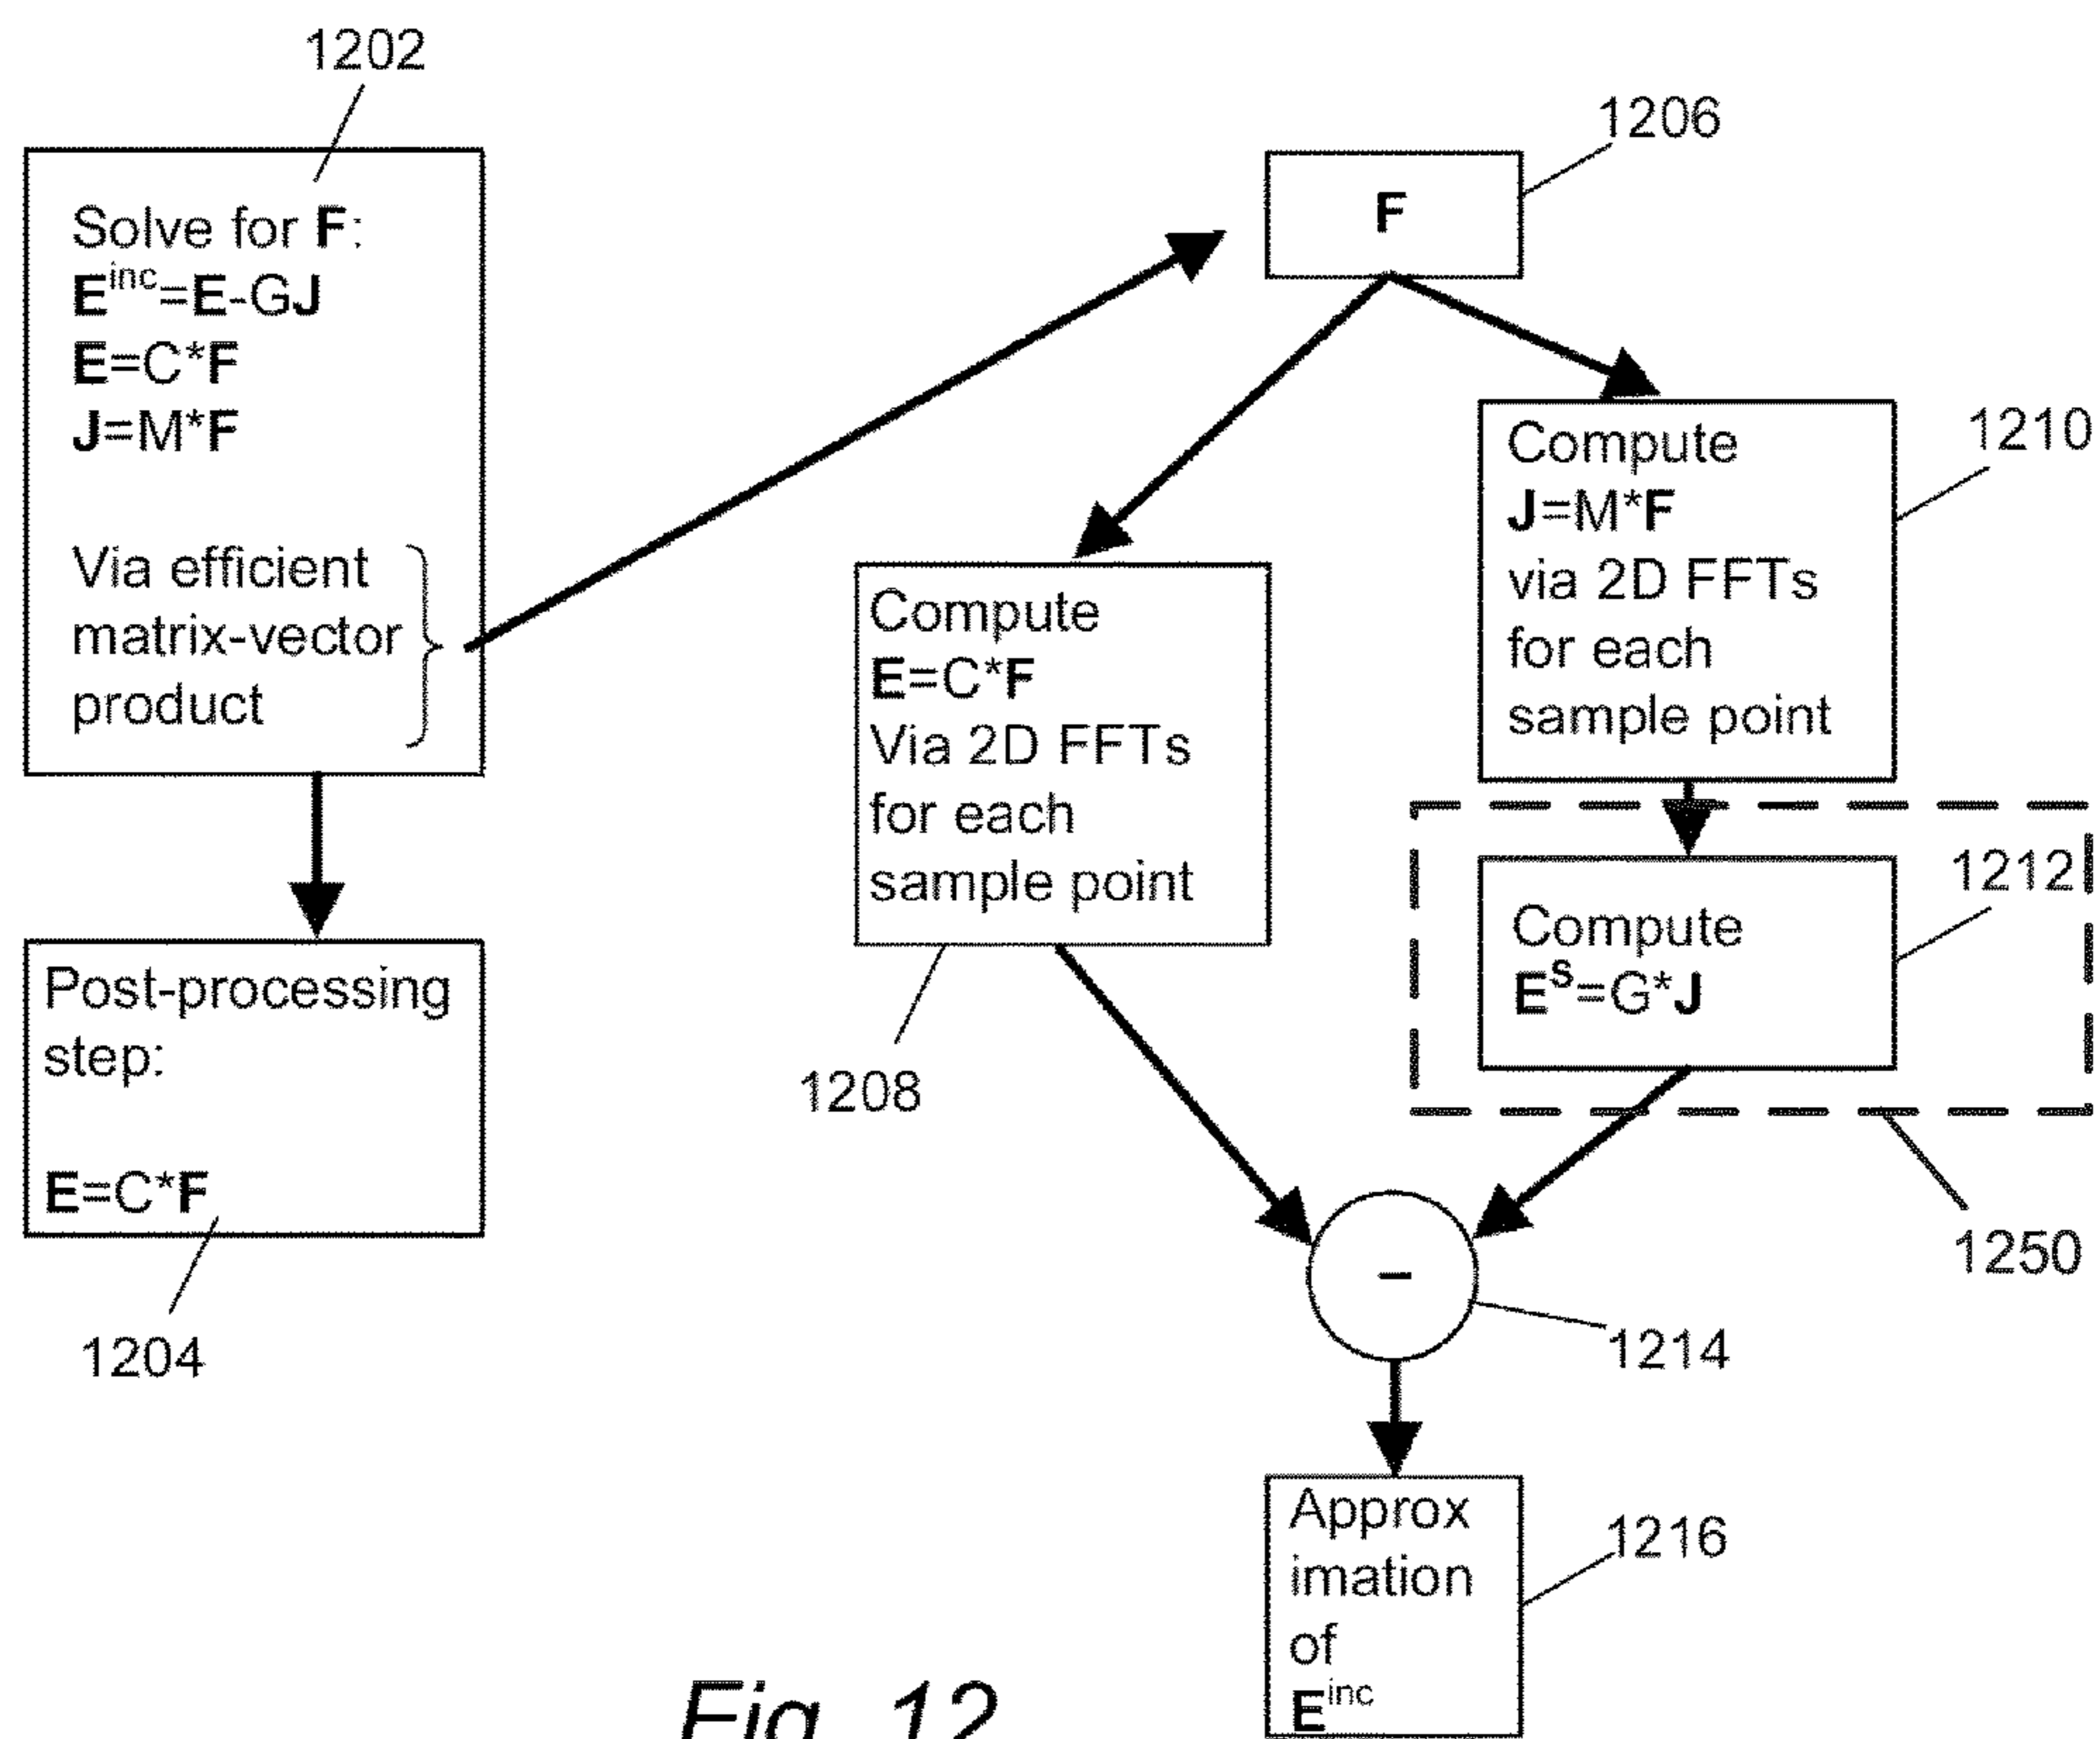 1202
Solve for F:
E^inc=E-GJ
E=C*F
J=M*F
Via efficient
matrix-vector
product
Post-processing
step:
E=C*F
1204
1206
F
Compute
E=C*F
Via 2D FFTs
for each
sample point
1208
1210
Compute
J=M*F
via 2D FFTs
for each
sample point
1212
Compute
E^S=G*J
1250
–
1214
Approx
imation
of
E^inc
1216
Fig. 12